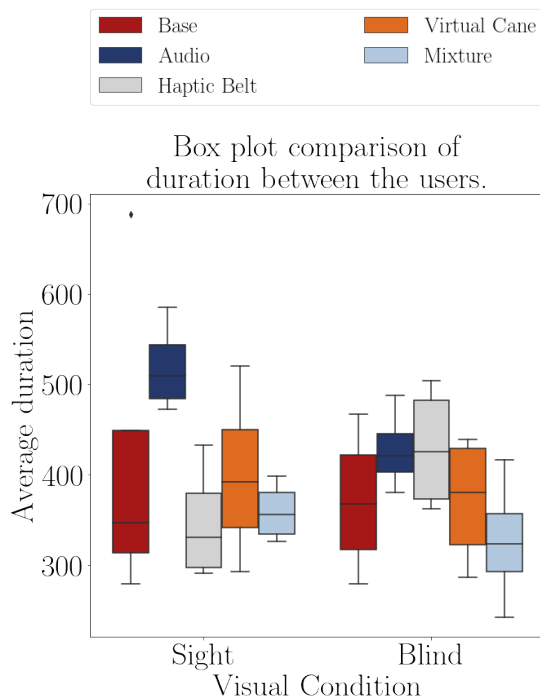 Base
Audio
Haptic Belt
Virtual Cane
Mixture
Box plot comparison of
duration between the users.
700
600
500
400
300
Average duration
Sight
Blind
Visual Condition